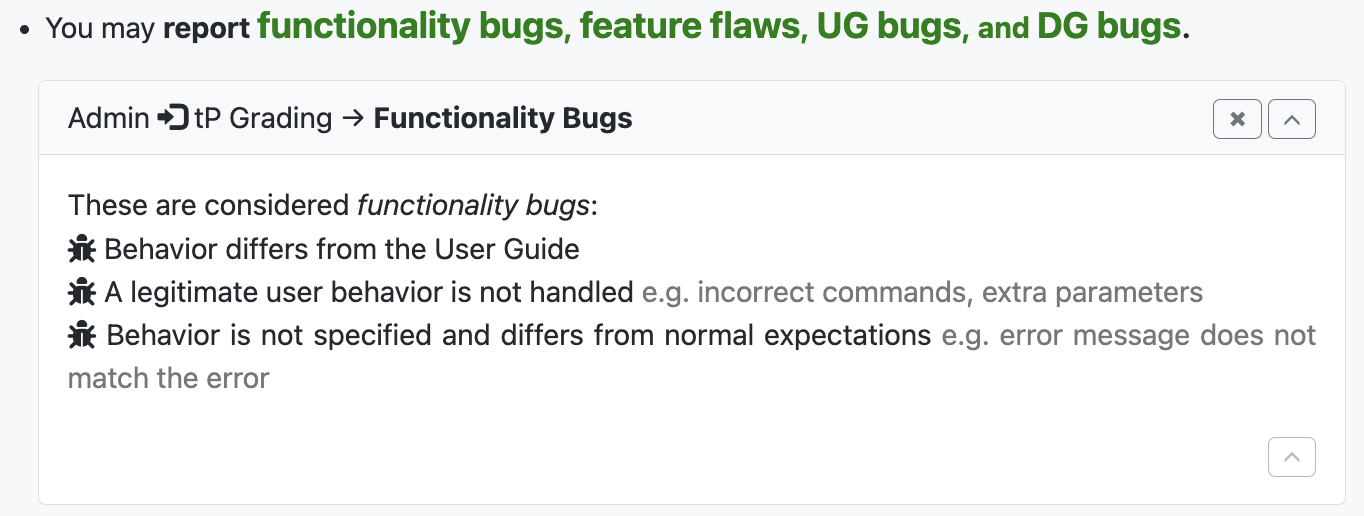 You may report functionality bugs, feature flaws, UG bugs, and DG bugs.
Admin tP Grading → Functionality Bugs
These are considered functionality bugs:
Behavior differs from the User Guide
A legitimate user behavior is not handled e.g. incorrect commands, extra parameters
Behavior is not specified and differs from normal expectations e.g. error message does not
match the error